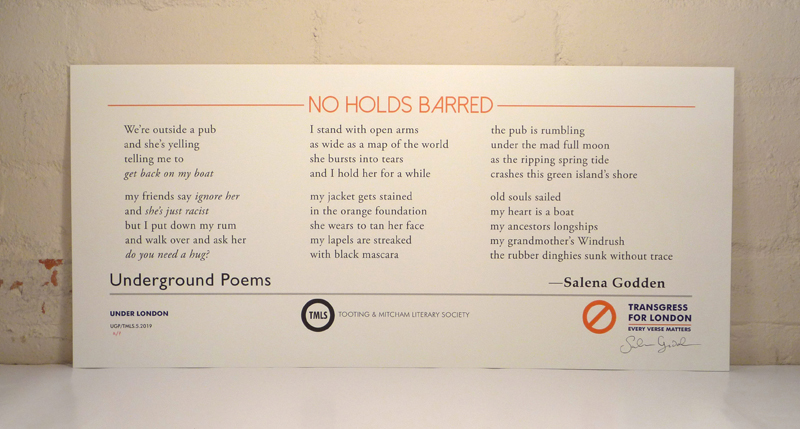 NO HOLDS BARRED
We're outside a pub
and she's yelling
telling me to
get back on my boat
my friends say ignore her
and she's just racist
but I put down my rum
and walk over and ask her
do you need a hug?
I stand with open arms
as wide as a map of the world
she bursts into tears
and I hold her for a while
my jacket gets stained
in the orange foundation
she wears to tan her face
my lapels are streaked
with black mascara
the pub is rumbling
under the mad full moon
as the ripping spring tide
crashes this green island's shore
old souls sailed
my heart is a boat
my ancestors longships
my grandmother's Windrush
the rubber dinghies sunk without trace
Underground Poems
—Salena Godden
UNDER LONDON
UGP/TMLS.5.2019
A/P
TMLS
TOOTING & MITCHAM LITERARY SOCIETY
TRANSGRESS
FOR LONDON
EVERY VERSE MATTERS